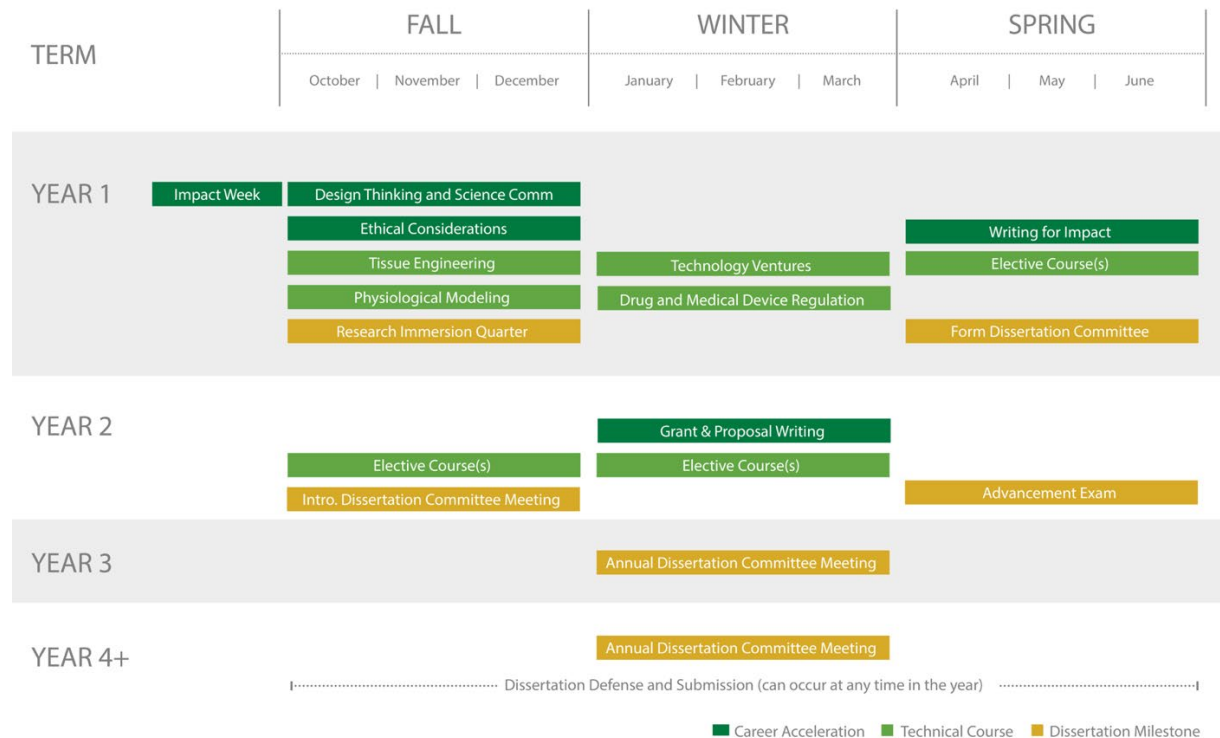 TERM
FALL
WINTER
SPRING
October | November | December
January | February | March
April | May | June
YEAR 1
Impact Week
Design Thinking and Science Comm
Ethical Considerations
Writing for Impact
Tissue Engineering
Technology Ventures
Elective Course(s)
Physiological Modeling
Drug and Medical Device Regulation
Research Immersion Quarter
Form Dissertation Committee
YEAR 2
Grant & Proposal Writing
Elective Course(s)
Elective Course(s)
Intro. Dissertation Committee Meeting
Advancement Exam
YEAR 3
Annual Dissertation Committee Meeting
YEAR 4+
Annual Dissertation Committee Meeting
Dissertation Defense and Submission (can occur at any time in the year)
Career Acceleration
Technical Course
Dissertation Milestone